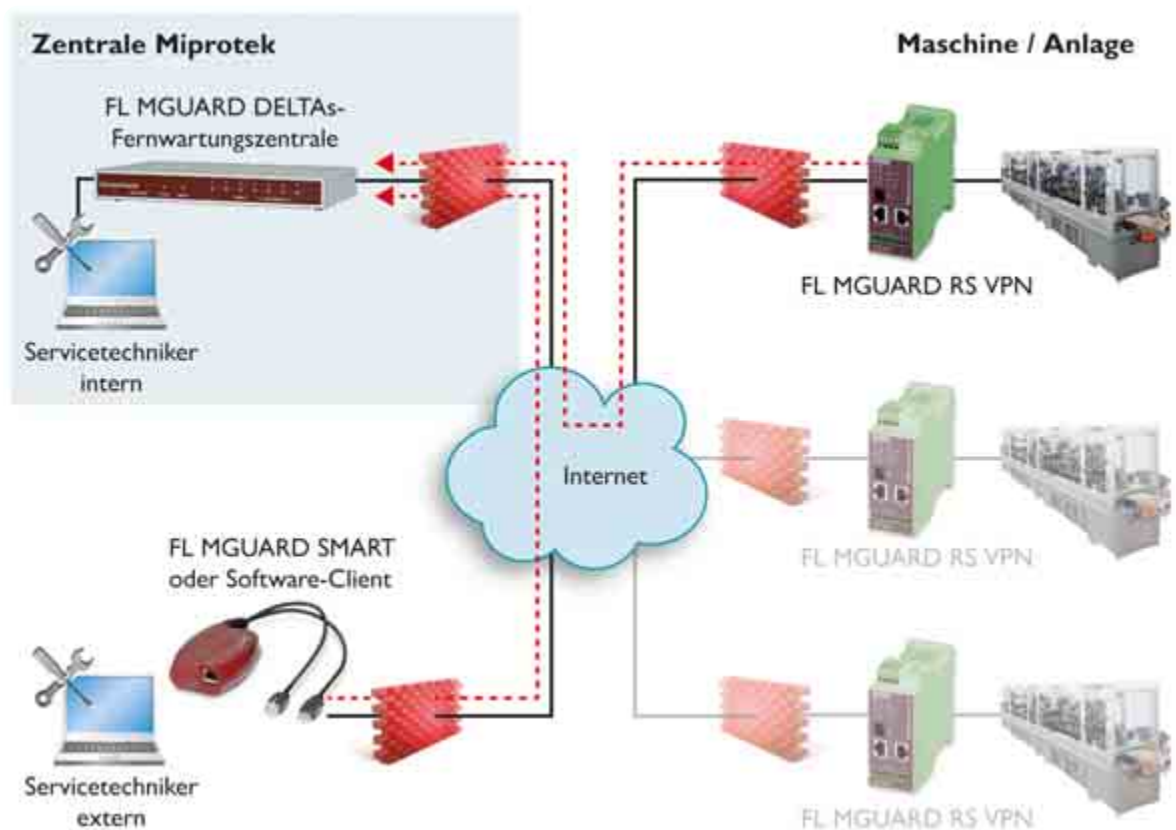 Zentrale Miprotek
Maschine / Anlage
FL MGUARD DELTAs-
Fernwartungszentrale
Servicetechniker
intern
FL MGUARD RS VPN
Internet
FL MGUARD RS VPN
FL MGUARD SMART
oder Software-Client
Servicetechniker
extern
FL MGUARD RS VPN